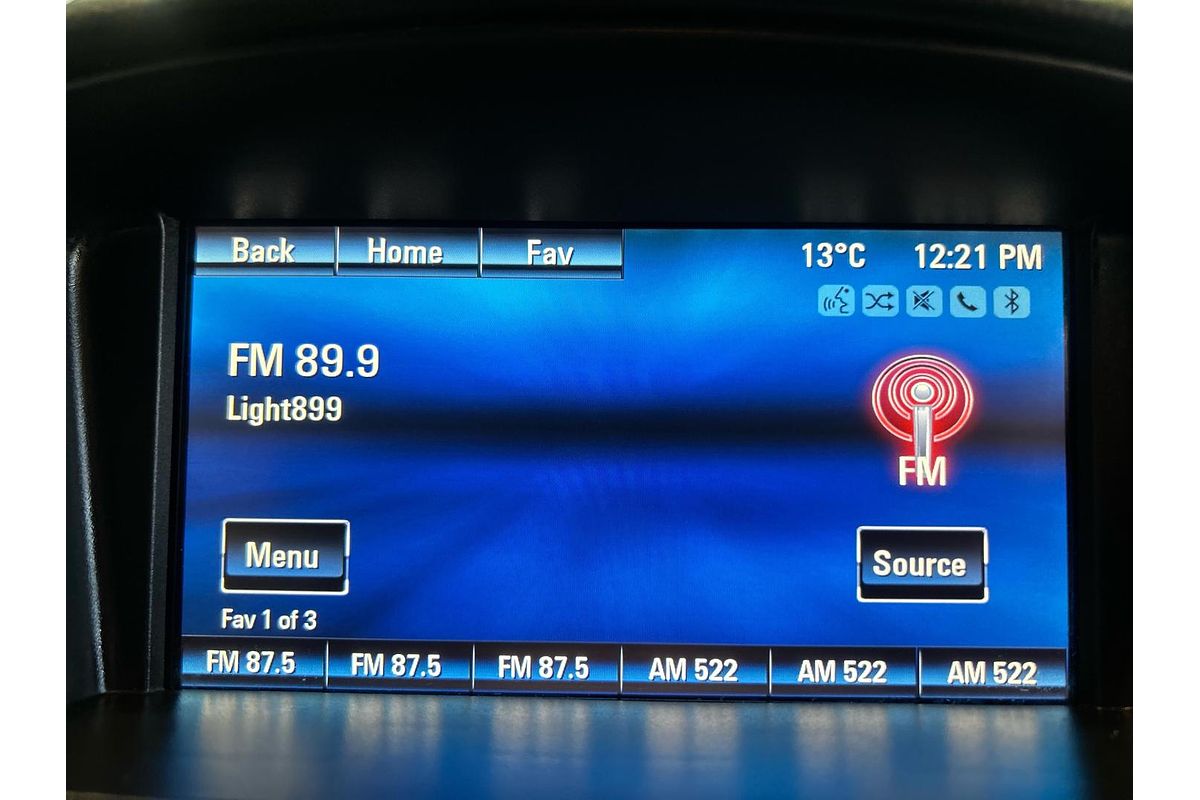 Back Home Fav 13°C 12:21 PM
FM 89.9
Light899
FM
Menu Source
Fav 1 of 3
FM 87.5 FM 87.5 FM 87.5 AM 522 AM 522 AM 522